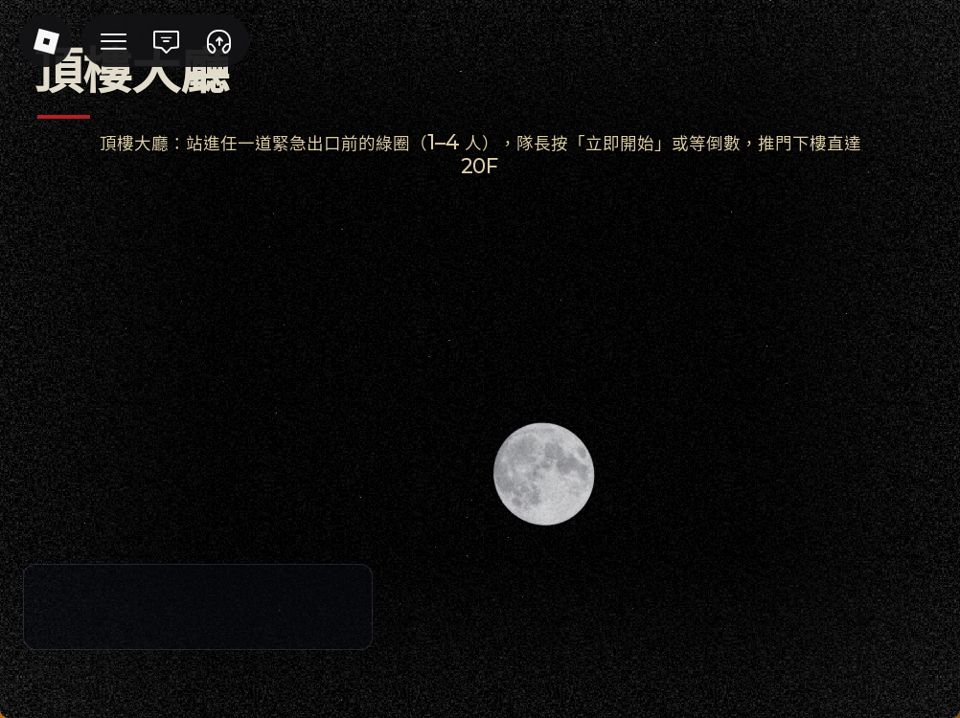 頂樓大廳
頂樓大廳：站進任一道緊急出口前的綠圈（1–4 人），隊長按「立即開始」或等倒數，推門下樓直達
20F